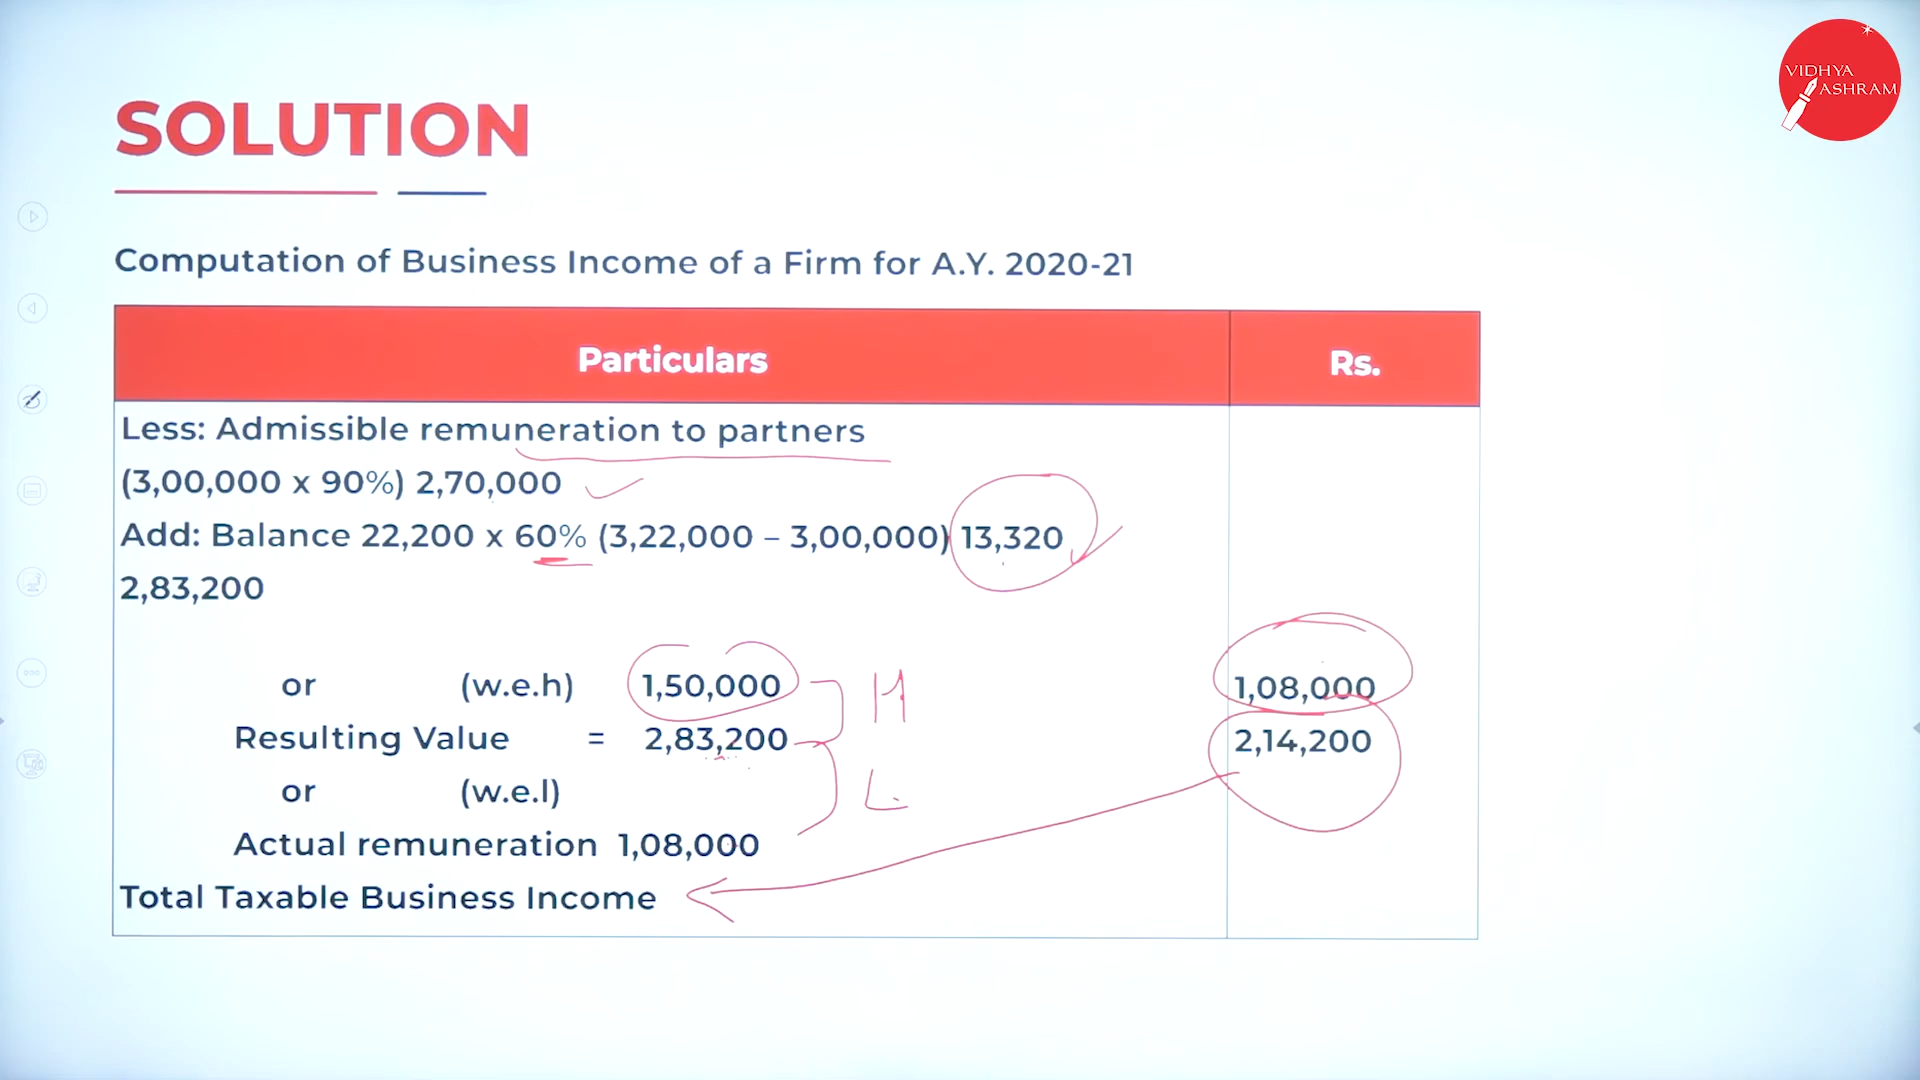 VIDHYA
ASHRAM
SOLUTION
Computation of Business Income of a Firm for A.Y. 2020-21
Particulars Rs.
Less: Admissible remuneration to partners
(3,00,000 x 90%) 2,70,000
Add: Balance 22,200 x 60% (3,22,000 – 3,00,000) 13,320
2,83,200
or (w.e.h) 1,50,000 H 1,08,000
Resulting Value = 2,83,200 2,14,200
or (w.e.l) L
Actual remuneration 1,08,000
Total Taxable Business Income